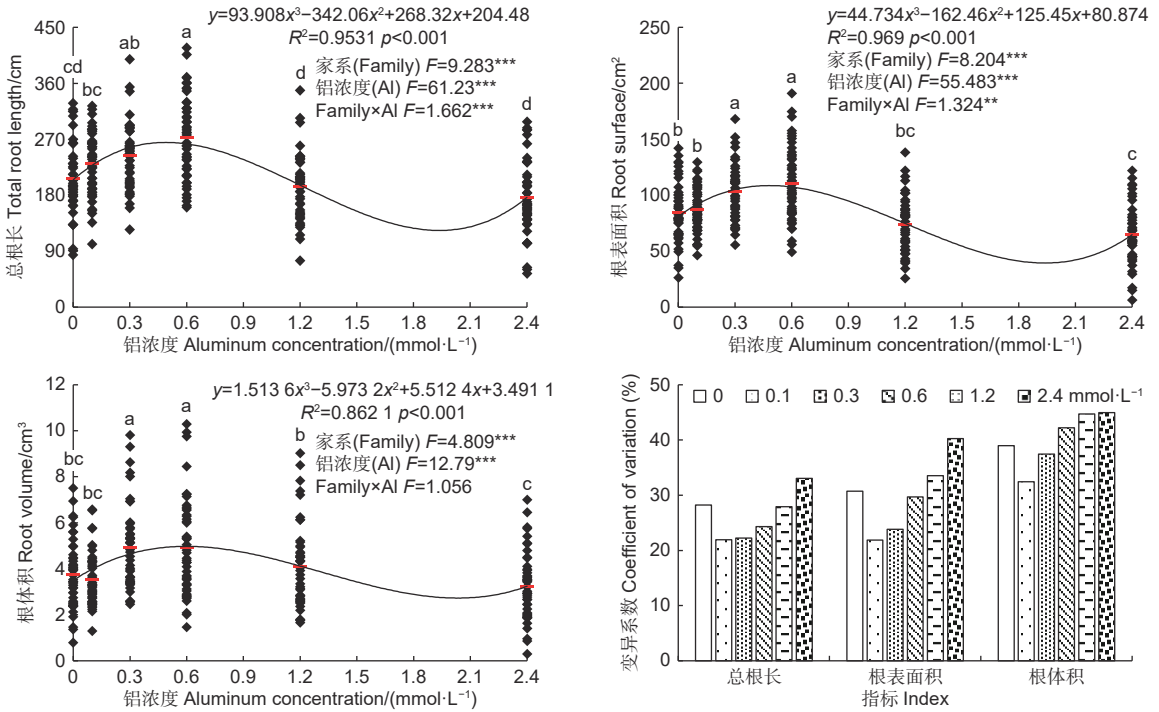 y=93.908x³−342.06x²+268.32x+204.48
R²=0.9531 p<0.001
家系(Family) F=9.283***
铝浓度(Al) F=61.23***
Family×Al F=1.662***
总根长 Total root length/cm
450
360
270
180
90
0
cd
bc
ab
a
d
d
0 0.3 0.6 0.9 1.2 1.5 1.8 2.1 2.4
铝浓度 Aluminum concentration/(mmol·L⁻¹)
y=44.734x³−162.46x²+125.45x+80.874
R²=0.969 p<0.001
家系(Family) F=8.204***
铝浓度(Al) F=55.483***
Family×Al F=1.324**
根表面积 Root surface/cm²
250
200
150
100
50
0
b
b
a
a
bc
c
0 0.3 0.6 0.9 1.2 1.5 1.8 2.1 2.4
铝浓度 Aluminum concentration/(mmol·L⁻¹)
y=1.513 6x³−5.973 2x²+5.512 4x+3.491 1
R²=0.862 1 p<0.001
家系(Family) F=4.809***
铝浓度(Al) F=12.79***
Family×Al F=1.056
根体积 Root volume/cm³
12
10
8
6
4
2
0
bc
bc
a
a
b
c
0 0.3 0.6 0.9 1.2 1.5 1.8 2.1 2.4
铝浓度 Aluminum concentration/(mmol·L⁻¹)
变异系数 Coefficient of variation (%)
50
40
30
20
10
0
0 0.1 0.3 0.6 1.2 2.4 mmol·L⁻¹
总根长 根表面积 根体积
指标 Index